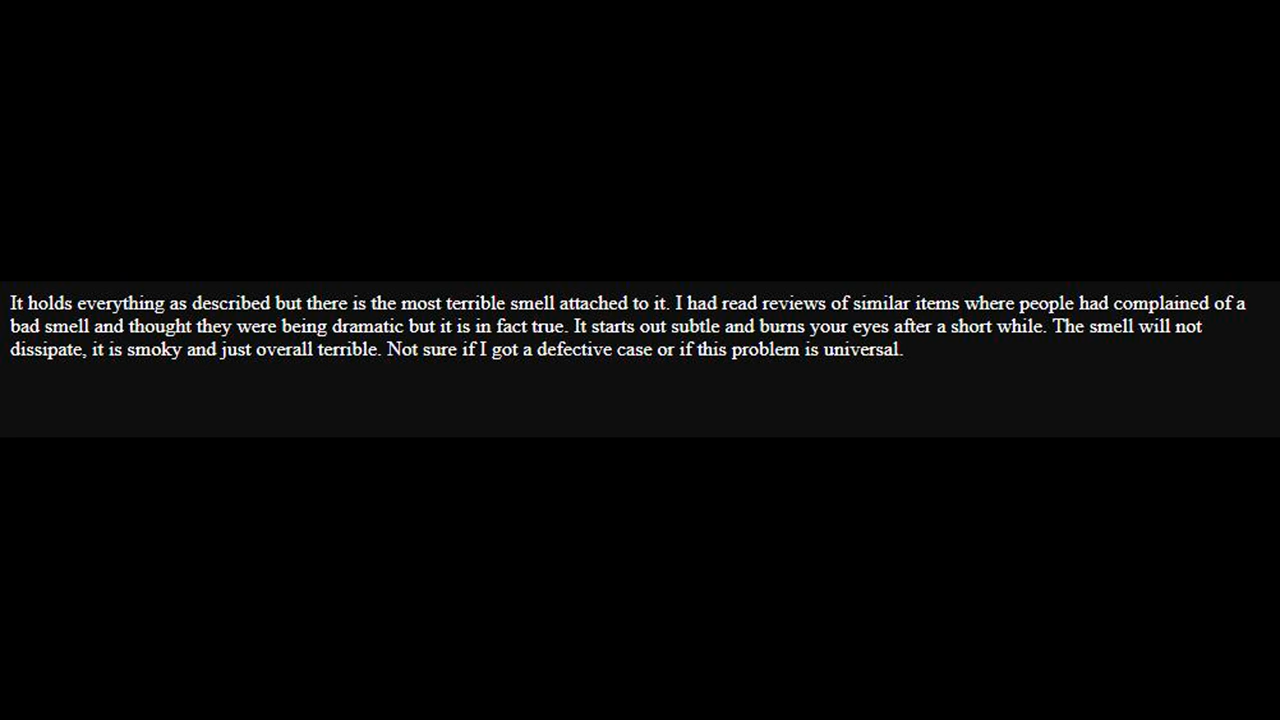 It holds everything as described but there is the most terrible smell attached to it. I had read reviews of similar items where people had complained of a
bad smell and thought they were being dramatic but it is in fact true. It starts out subtle and burns your eyes after a short while. The smell will not
dissipate, it is smoky and just overall terrible. Not sure if I got a defective case or if this problem is universal.